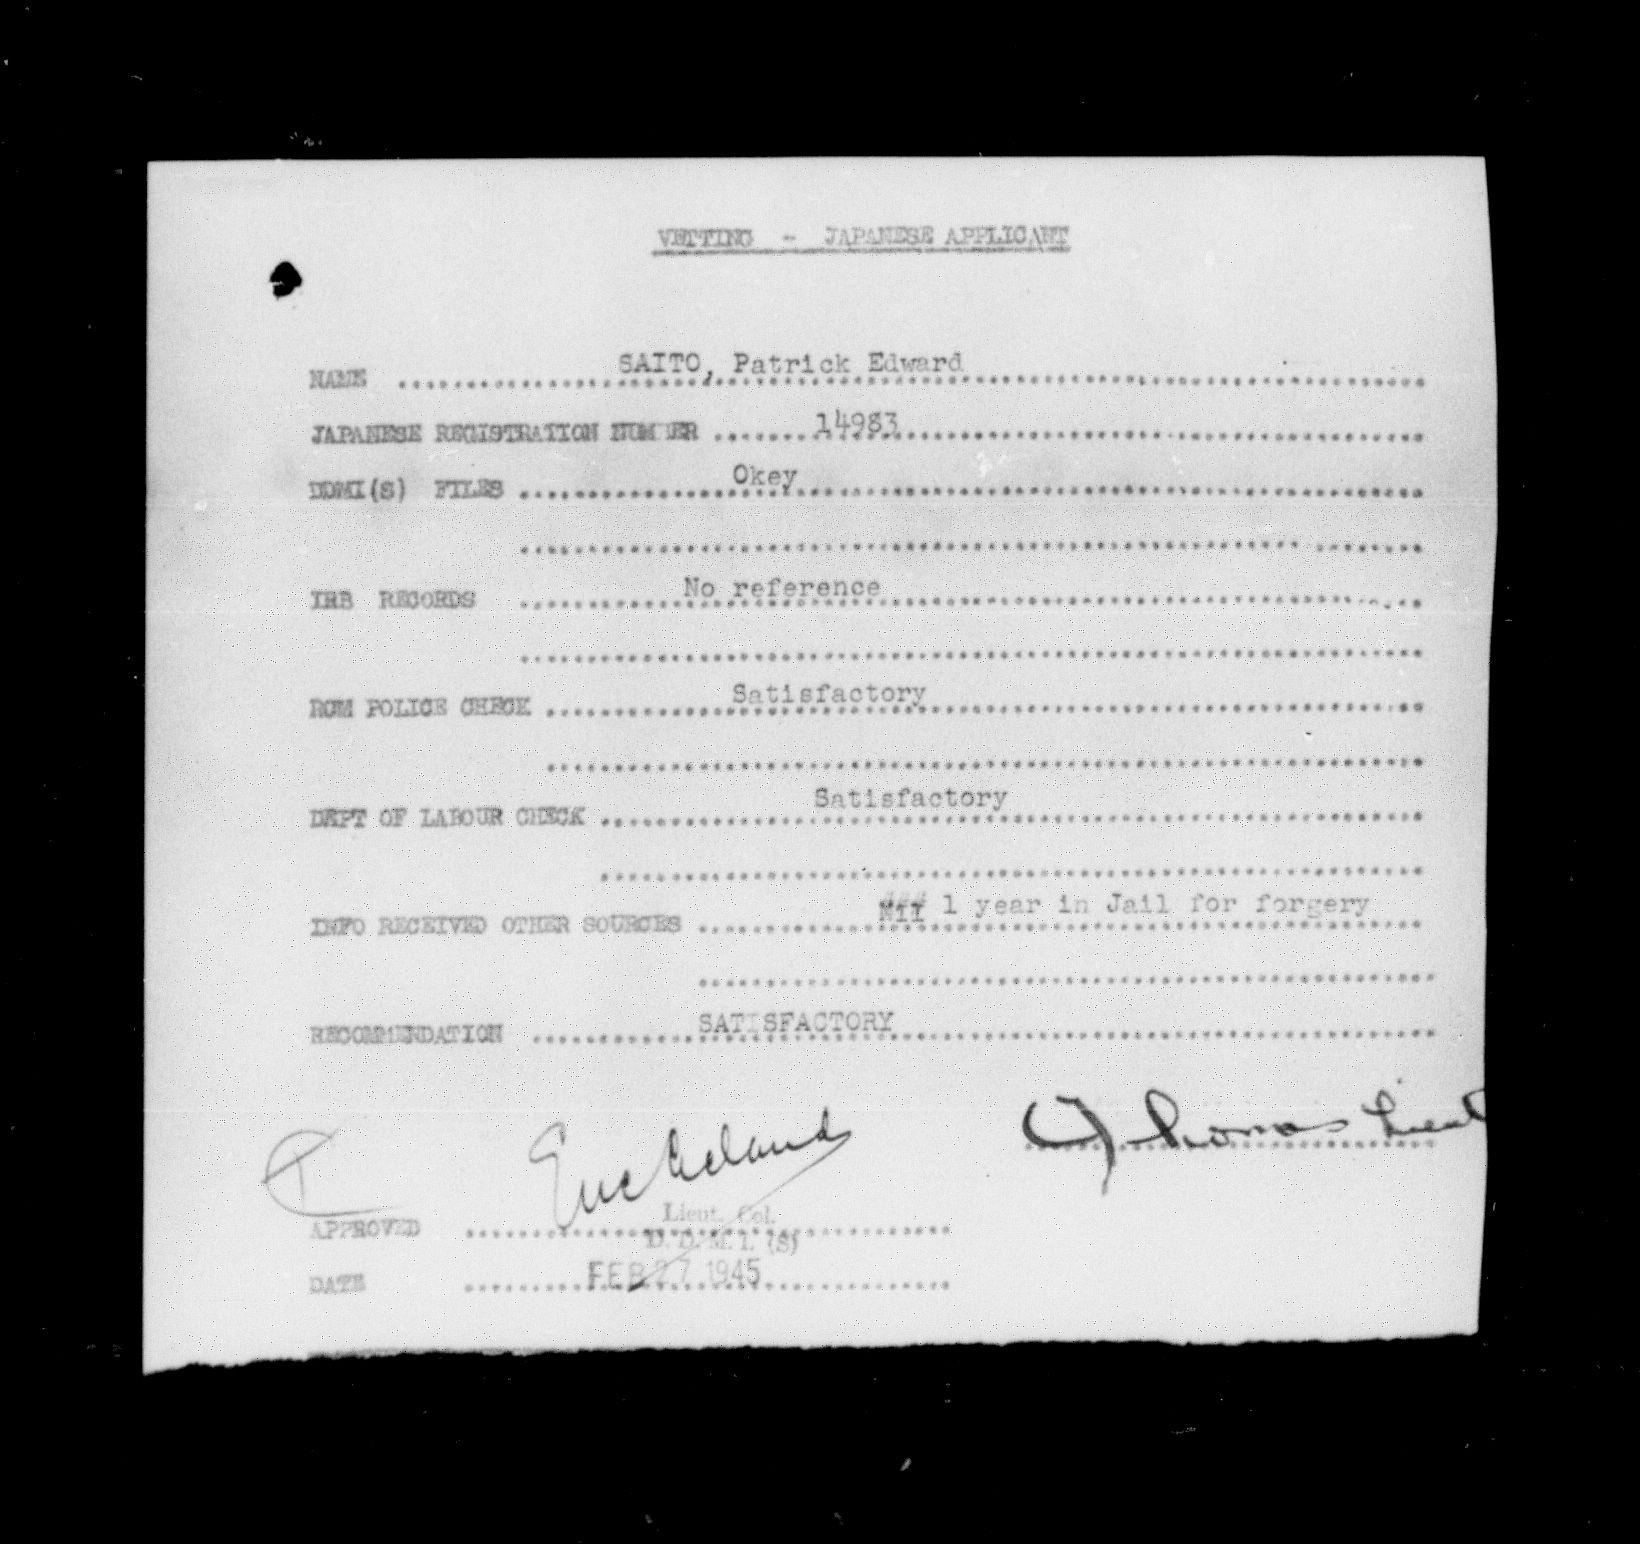 VETTING - JAPANESE APPLICANT
NAME SAITO, Patrick Edward
JAPANESE REGISTRATION NUMBER 14983
DDMI(S) FILES Okey
IRB RECORDS No reference
RCM POLICE CHECK Satisfactory
DEPT OF LABOUR CHECK Satisfactory
INFO RECEIVED OTHER SOURCES Nil 1 year in Jail for forgery
RECOMMENDATION SATISFACTORY
Thomas Lieut
Lieut. Col.
APPROVED
D. D. M. I. (S)
DATE FEB 27 1945